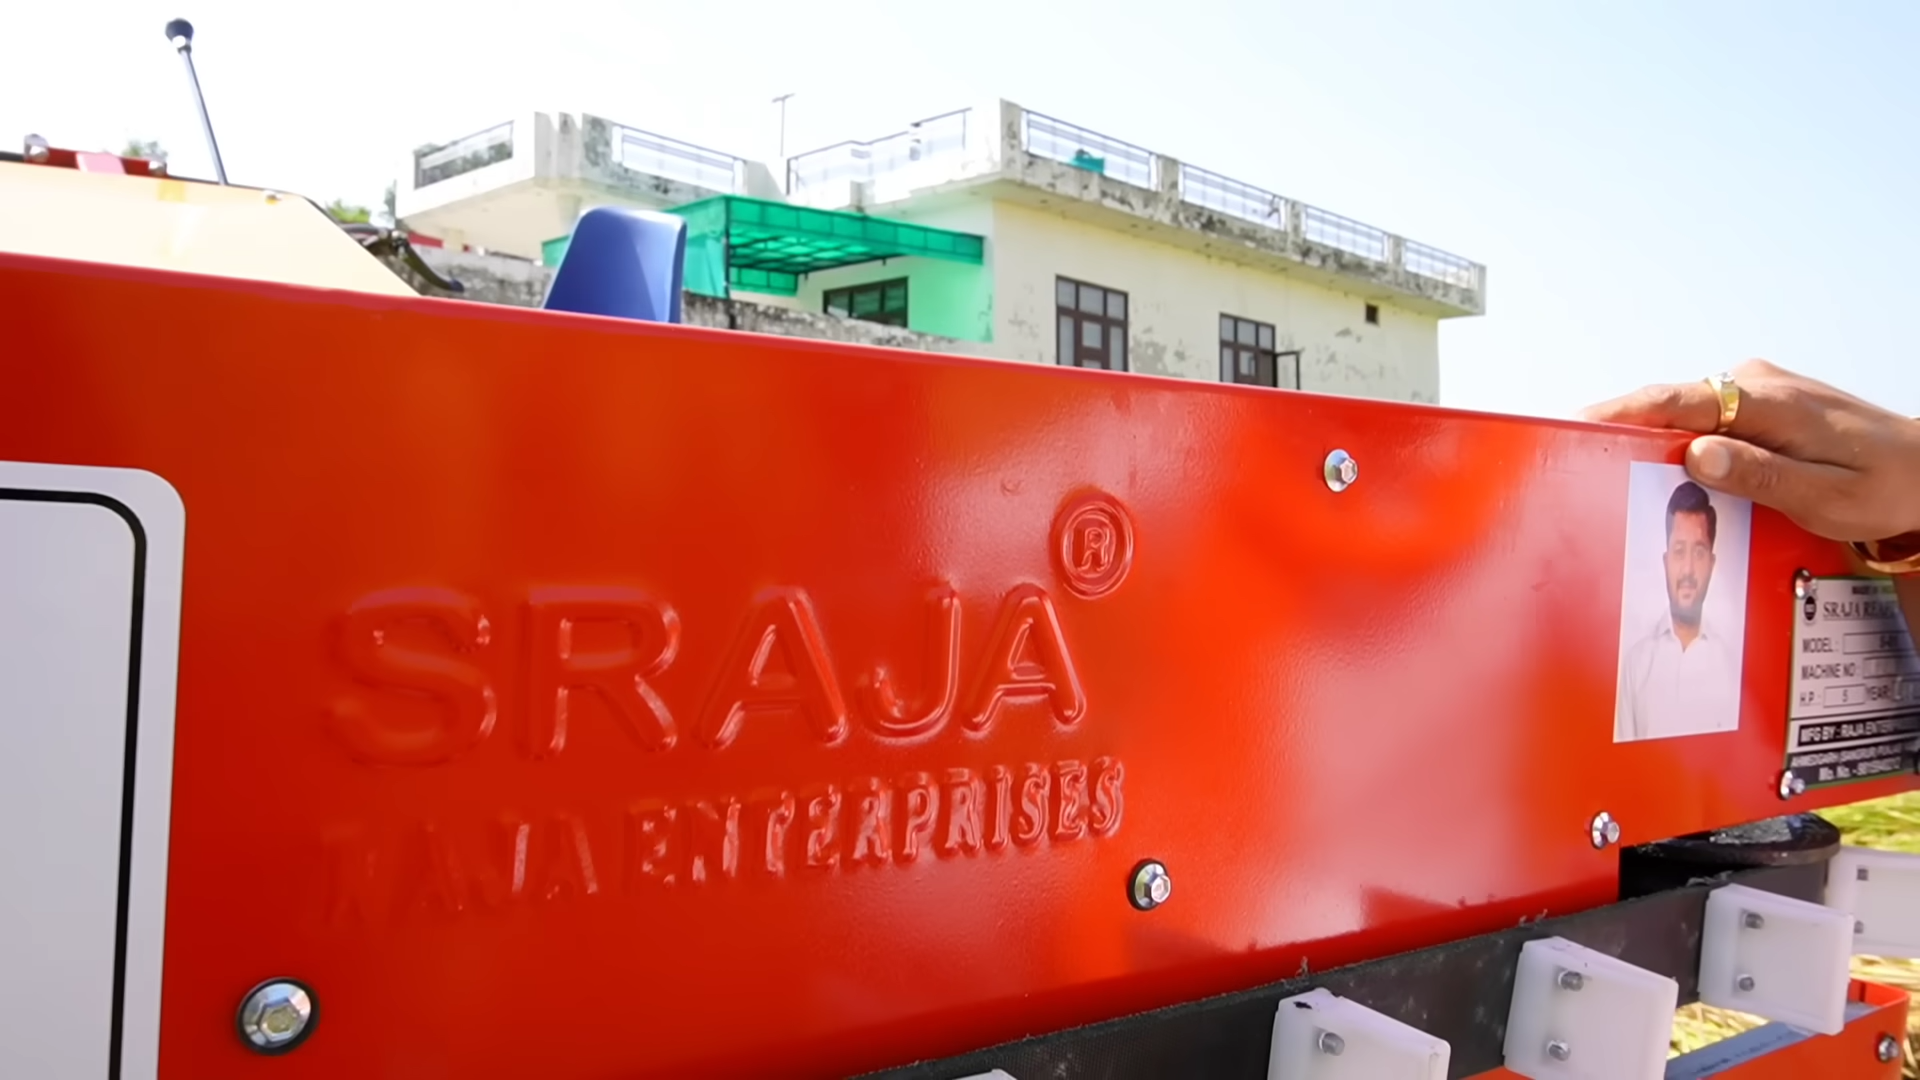 SRAJA ®
RAJA ENTERPRISES
SRAJA
MODEL :
MACHINE NO
H.P. : 5 YEAR
MFG BY : RAJA ENTER